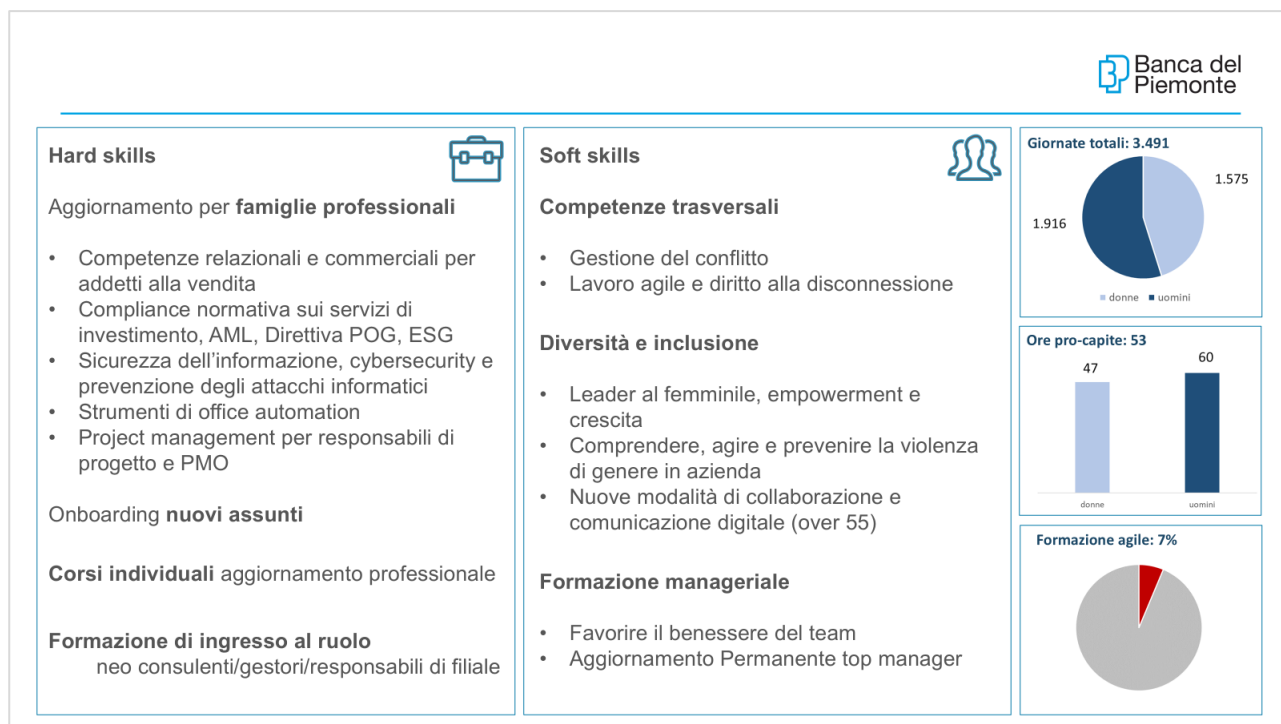 Banca del
Piemonte
Hard skills
Aggiornamento per famiglie professionali
• Competenze relazionali e commerciali per
addetti alla vendita
• Compliance normativa sui servizi di
investimento, AML, Direttiva POG, ESG
• Sicurezza dell’informazione, cybersecurity e
prevenzione degli attacchi informatici
• Strumenti di office automation
• Project management per responsabili di
progetto e PMO
Onboarding nuovi assunti
Corsi individuali aggiornamento professionale
Formazione di ingresso al ruolo
neo consulenti/gestori/responsabili di filiale
Soft skills
Competenze trasversali
• Gestione del conflitto
• Lavoro agile e diritto alla disconnessione
Diversità e inclusione
• Leader al femminile, empowerment e
crescita
• Comprendere, agire e prevenire la violenza
di genere in azienda
• Nuove modalità di collaborazione e
comunicazione digitale (over 55)
Formazione manageriale
• Favorire il benessere del team
• Aggiornamento Permanente top manager
Giornate totali: 3.491
1.575
1.916
donne uomini
Ore pro-capite: 53
47
60
donne uomini
Formazione agile: 7%